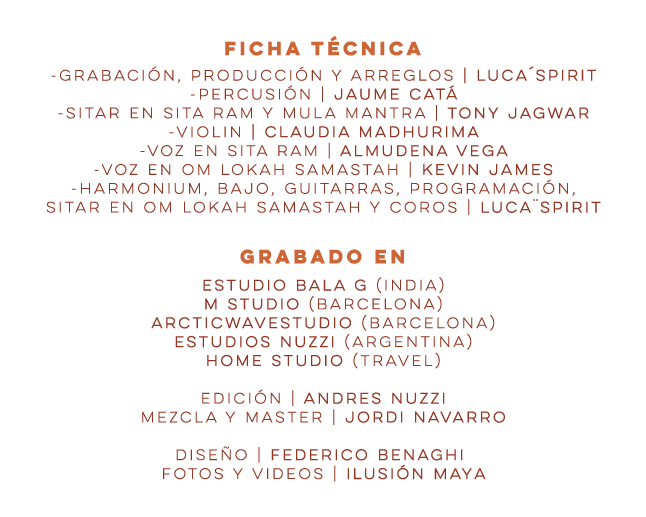 FICHA TÉCNICA
-GRABACIÓN, PRODUCCIÓN Y ARREGLOS | LUCA´SPIRIT
-PERCUSIÓN | JAUME CATÁ
-SITAR EN SITA RAM Y MULA MANTRA | TONY JAGWAR
-VIOLIN | CLAUDIA MADHURIMA
-VOZ EN SITA RAM | ALMUDENA VEGA
-VOZ EN OM LOKAH SAMASTAH | KEVIN JAMES
-HARMONIUM, BAJO, GUITARRAS, PROGRAMACIÓN,
SITAR EN OM LOKAH SAMASTAH Y COROS | LUCA¨SPIRIT
GRABADO EN
ESTUDIO BALA G (INDIA)
M STUDIO (BARCELONA)
ARCTICWAVESTUDIO (BARCELONA)
ESTUDIOS NUZZI (ARGENTINA)
HOME STUDIO (TRAVEL)
EDICIÓN | ANDRES NUZZI
MEZCLA Y MASTER | JORDI NAVARRO
DISEÑO | FEDERICO BENAGHI
FOTOS Y VIDEOS | ILUSIÓN MAYA